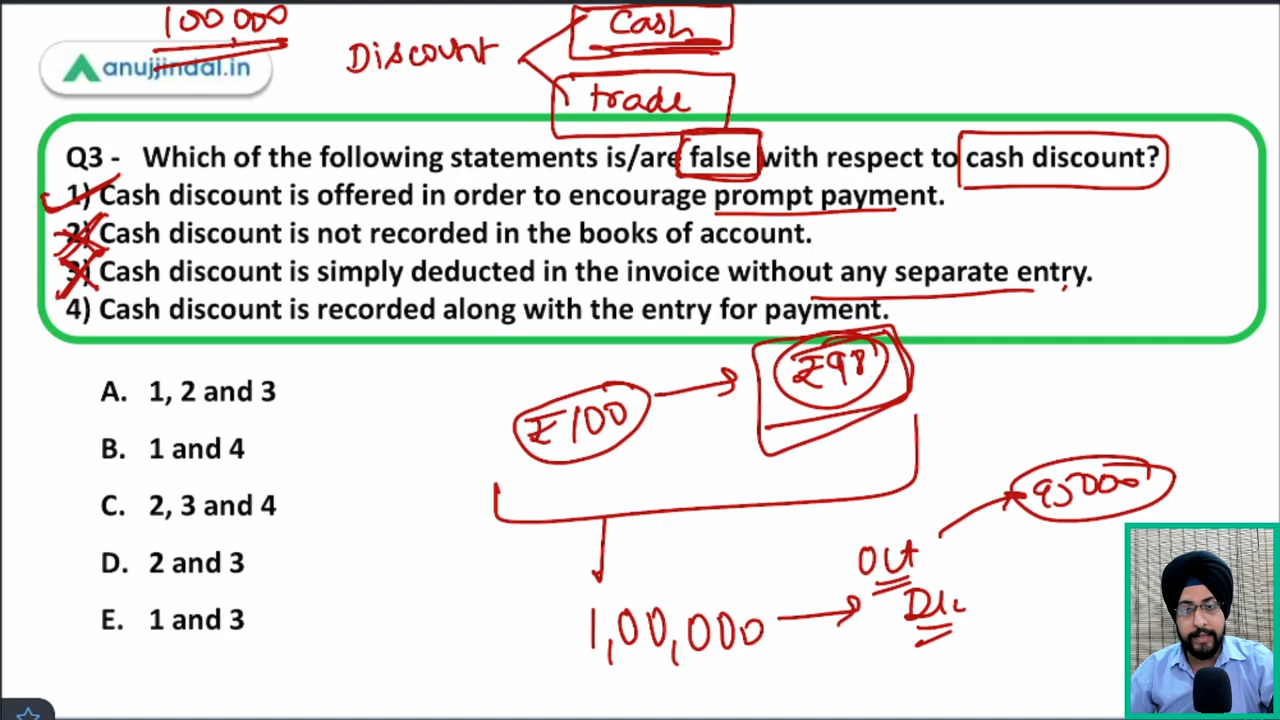 100,000
Discount
Cash
trade
anujjindal.in
Q3 - Which of the following statements is/are false with respect to cash discount?
1) Cash discount is offered in order to encourage prompt payment.
2) Cash discount is not recorded in the books of account.
3) Cash discount is simply deducted in the invoice without any separate entry.
4) Cash discount is recorded along with the entry for payment.
₹100
₹98
A. 1, 2 and 3
B. 1 and 4
C. 2, 3 and 4
D. 2 and 3
E. 1 and 3
95000
Oct
1,00,000